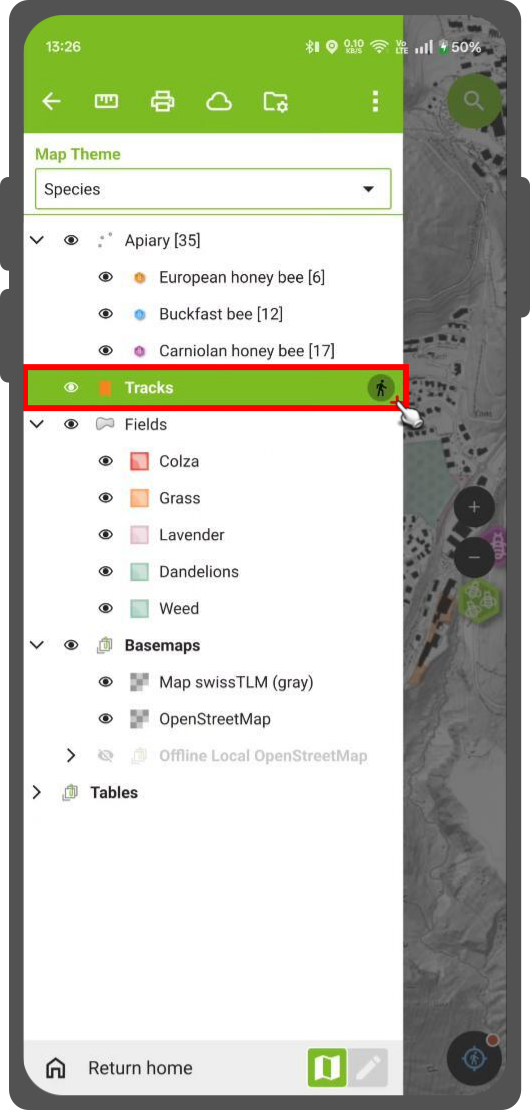 13:26
0.10 KB/S
Vo LTE
50%
Map Theme
Species
Apiary [35]
European honey bee [6]
Buckfast bee [12]
Carniolan honey bee [17]
Tracks
Fields
Colza
Grass
Lavender
Dandelions
Weed
Basemaps
Map swissTLM (gray)
OpenStreetMap
Offline Local OpenStreetMap
Tables
Return home